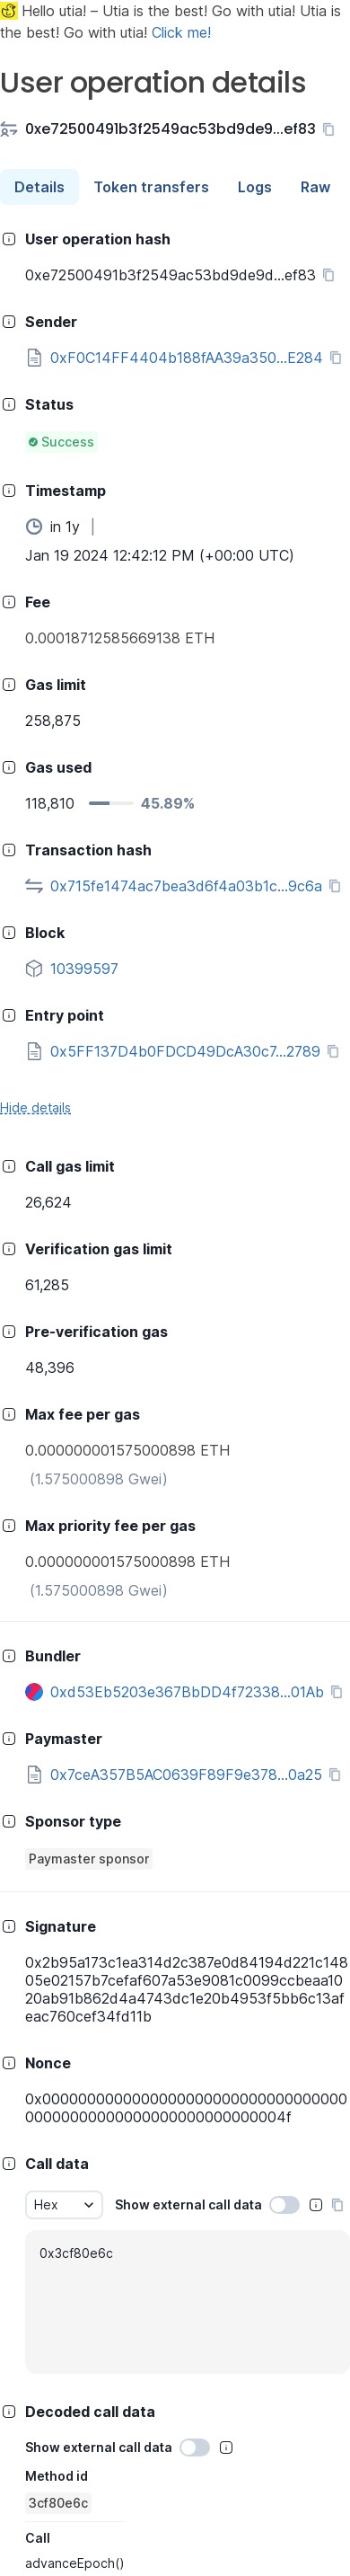 Hello utia! – Utia is the best! Go with utia! Utia is
the best! Go with utia! Click me!
User operation details
0xe72500491b3f2549ac53bd9de9...ef83
Details Token transfers Logs Raw
User operation hash
0xe72500491b3f2549ac53bd9de9d...ef83
Sender
0xF0C14FF4404b188fAA39a350...E284
Status
Success
Timestamp
in 1y |
Jan 19 2024 12:42:12 PM (+00:00 UTC)
Fee
0.00018712585669138 ETH
Gas limit
258,875
Gas used
118,810 45.89%
Transaction hash
0x715fe1474ac7bea3d6f4a03b1c...9c6a
Block
10399597
Entry point
0x5FF137D4b0FDCD49DcA30c7...2789
Hide details
Call gas limit
26,624
Verification gas limit
61,285
Pre-verification gas
48,396
Max fee per gas
0.000000001575000898 ETH
(1.575000898 Gwei)
Max priority fee per gas
0.000000001575000898 ETH
(1.575000898 Gwei)
Bundler
0xd53Eb5203e367BbDD4f72338...01Ab
Paymaster
0x7ceA357B5AC0639F89F9e378...0a25
Sponsor type
Paymaster sponsor
Signature
0x2b95a173c1ea314d2c387e0d84194d221c148
05e02157b7cefaf607a53e9081c0099ccbeaa10
20ab91b862d4a4743dc1e20b4953f5bb6c13af
eac760cef34fd11b
Nonce
0x00000000000000000000000000000000000
0000000000000000000000000004f
Call data
Hex Show external call data
0x3cf80e6c
Decoded call data
Show external call data
Method id
3cf80e6c
Call
advanceEpoch()